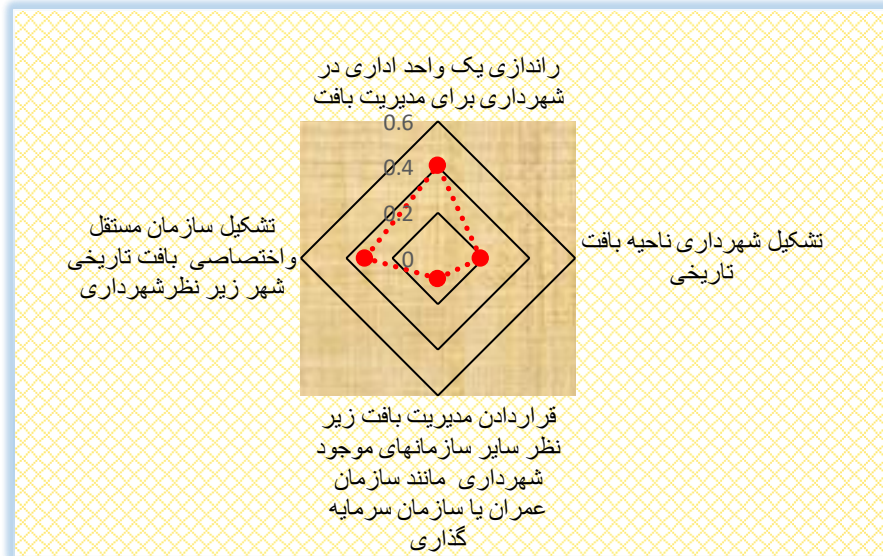 راندازی یک واحد اداری در
شهرداری برای مدیریت بافت
0.6
0.4
0.2
0
تشکیل شهرداری ناحیه بافت
تاریخی
قراردادن مدیریت بافت زیر
نظر سایر سازمانهای موجود
شهرداری مانند سازمان
عمران یا سازمان سرمایه
گذاری
تشکیل سازمان مستقل
واختصاصی بافت تاریخی
شهر زیر نظرشهرداری